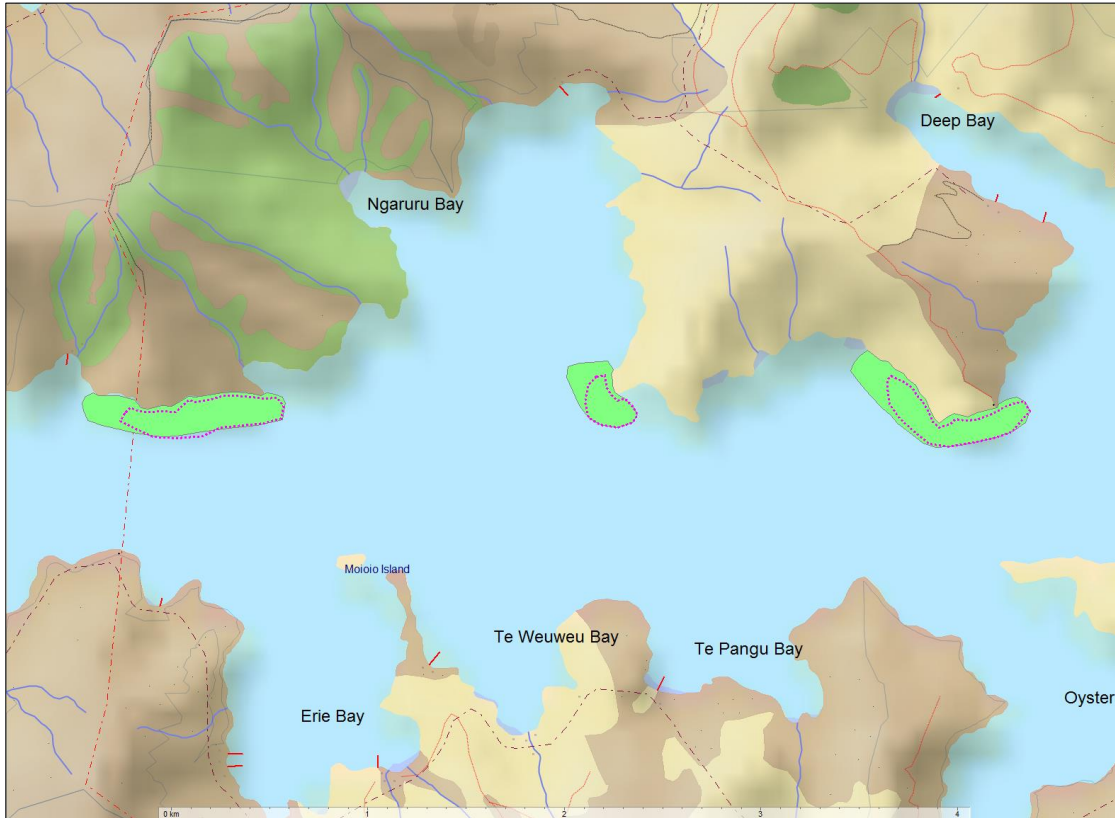 Deep Bay
Ngaruru Bay
Moioio Island
Te Weuweu Bay
Te Pangu Bay
Oyster
Erie Bay
0 km 1 2 3 4